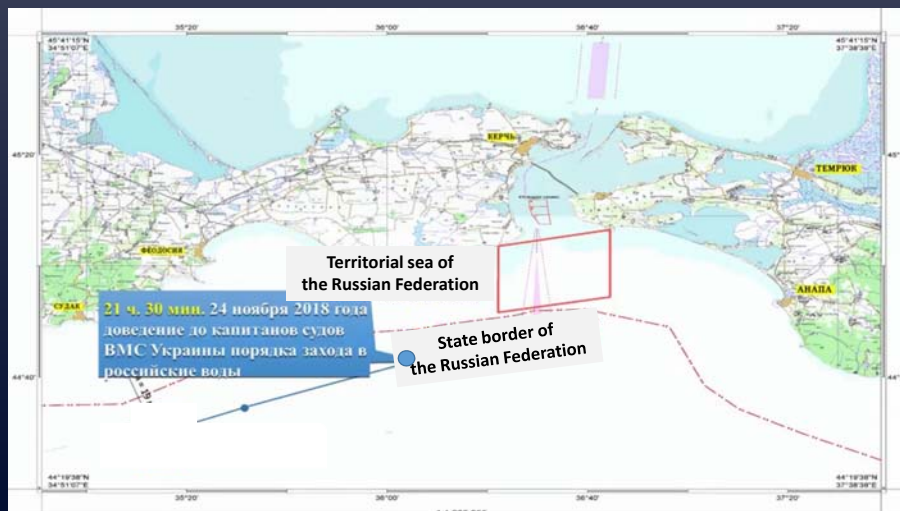 35°20'
36°00'
36°40'
37°20'
45°41'15"N
34°51'07"E
45°41'15"N
37°38'38"E
45°20'
КЕРЧЬ
ТЕМРЮК
ФЕОДОСИЯ
Territorial sea of
the Russian Federation
АНАПА
СУДАК
21 ч. 30 мин. 24 ноября 2018 года
доведение до капитанов судов
ВМС Украины порядка захода в
российские воды
State border of
the Russian Federation
44°40'
44°19'38"N
34°51'07"E
44°19'38"N
37°38'38"E
35°20'
36°00'
36°40'
37°20'